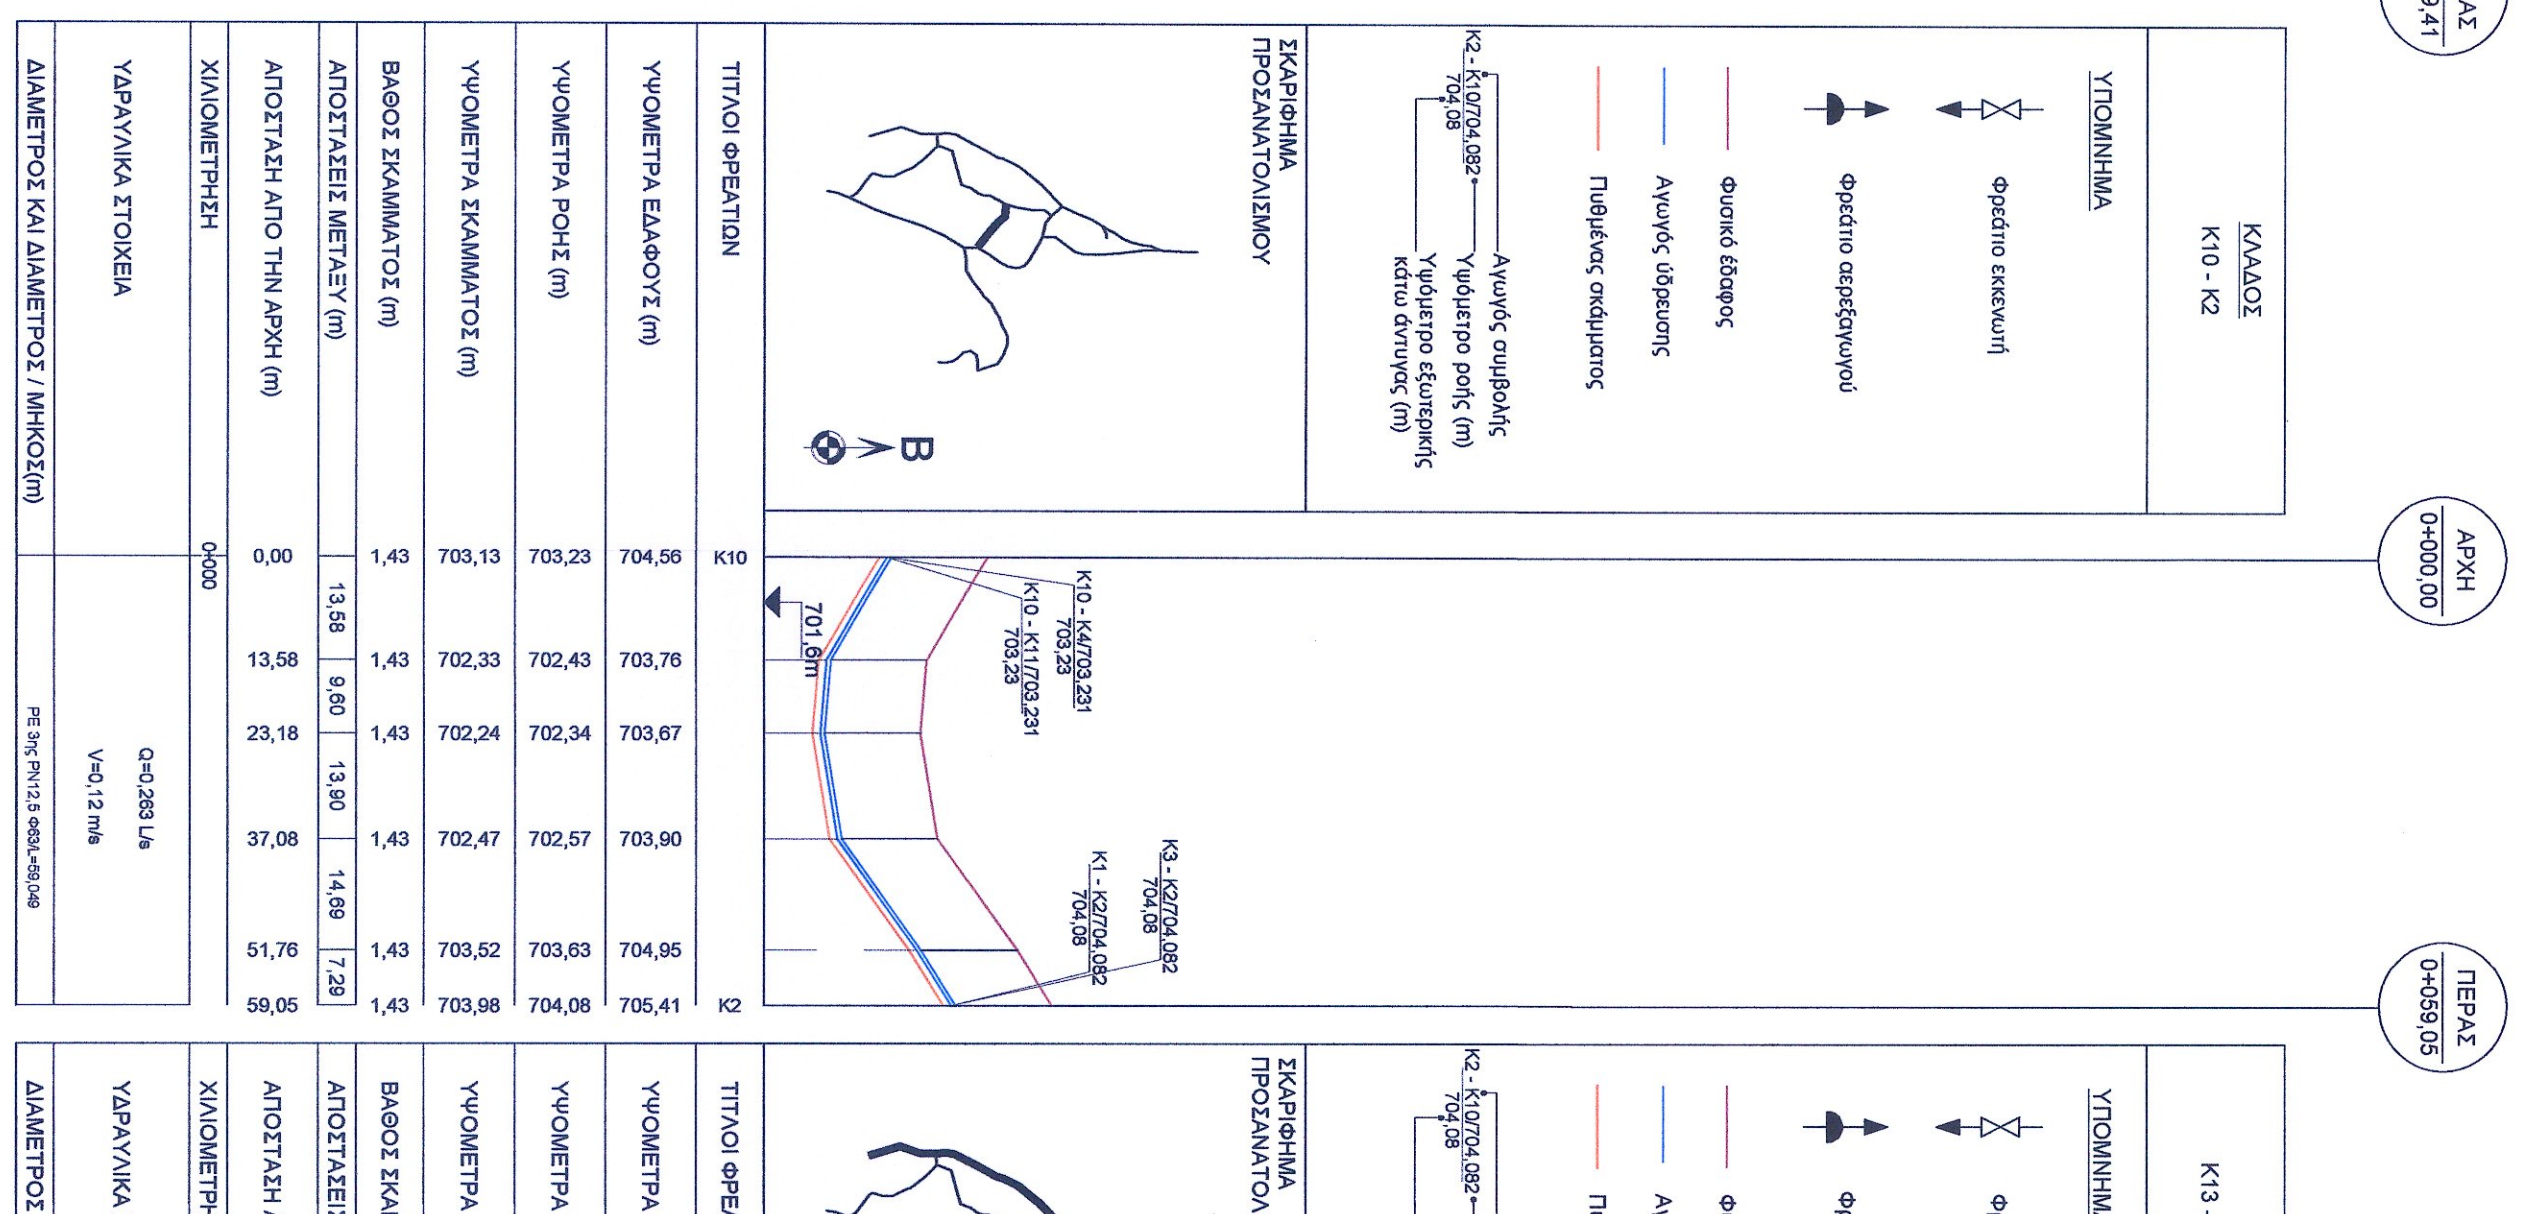 ΑΣ
9,41
ΚΛΑΔΟΣ
Κ10 - Κ2
ΥΠΟΜΝΗΜΑ
Φρεάτιο εκκενωτή
Φρεάτιο αερεξαγωγού
Φυσικό έδαφος
Αγωγός ύδρευσης
Πυθμένας σκάμματος
Κ2 - Κ10/704,082
704,08
Αγωγός συμβολής
Υψόμετρο ροής (m)
Υψόμετρο εξωτερικής
κάτω άντυγας (m)
ΣΚΑΡΙΦΗΜΑ
ΠΡΟΣΑΝΑΤΟΛΙΣΜΟΥ
Β
ΑΡΧΗ
0+000,00
ΠΕΡΑΣ
0+059,05
Κ3 - Κ2/704,082
704,08
Κ1 - Κ2/704,082
704,08
Κ10 - Κ4/703,231
703,23
Κ10 - Κ11/703,231
703,23
701,6m
ΤΙΤΛΟΙ ΦΡΕΑΤΙΩΝ Κ10 Κ2
ΥΨΟΜΕΤΡΑ ΕΔΑΦΟΥΣ (m) 704,56 703,76 703,67 703,90 704,95 705,41
ΥΨΟΜΕΤΡΑ ΡΟΗΣ (m) 703,23 702,43 702,34 702,57 703,63 704,08
ΥΨΟΜΕΤΡΑ ΣΚΑΜΜΑΤΟΣ (m) 703,13 702,33 702,24 702,47 703,52 703,98
ΒΑΘΟΣ ΣΚΑΜΜΑΤΟΣ (m) 1,43 1,43 1,43 1,43 1,43 1,43
ΑΠΟΣΤΑΣΕΙΣ ΜΕΤΑΞΥ (m) 13,58 9,60 13,90 14,69 7,29
ΑΠΟΣΤΑΣΗ ΑΠΟ ΤΗΝ ΑΡΧΗ (m) 0,00 13,58 23,18 37,08 51,76 59,05
ΧΙΛΙΟΜΕΤΡΗΣΗ 0+000
ΥΔΡΑΥΛΙΚΑ ΣΤΟΙΧΕΙΑ
Q=0,263 L/s
V=0,12 m/s
ΔΙΑΜΕΤΡΟΣ ΚΑΙ ΔΙΑΜΕΤΡΟΣ / ΜΗΚΟΣ(m) PE 3ης PN12,5 Φ63/L=59,049
Κ13 -
ΥΠΟΜΝΗΜ
Φρ
Φ
Α
Κ2 - Κ10/704,082
704,08
ΣΚΑΡΙΦΗΜΑ
ΠΡΟΣΑΝΑΤΟΛ
ΤΙΤΛΟΙ ΦΡΕ
ΥΨΟΜΕΤΡΑ
ΥΨΟΜΕΤΡΑ
ΥΨΟΜΕΤΡΑ
ΒΑΘΟΣ ΣΚΑ
ΑΠΟΣΤΑΣΕΙΣ
ΑΠΟΣΤΑΣΗ
ΧΙΛΙΟΜΕΤΡΗ
ΥΔΡΑΥΛΙΚΑ
ΔΙΑΜΕΤΡΟΣ